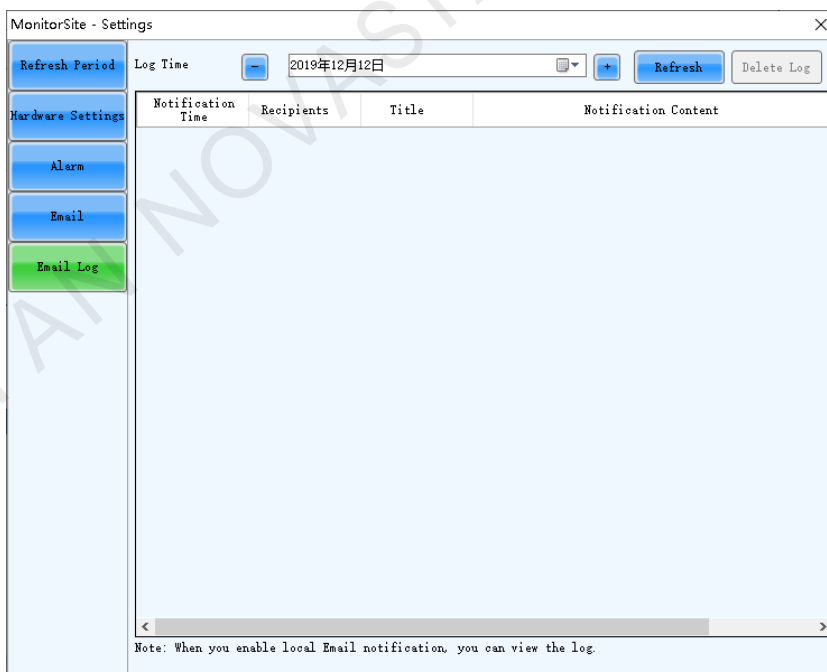 MonitorSite - Settings
Refresh Period
Log Time
-
2019年12月12日
+
Refresh
Delete Log
Hardware Settings
Notification
Time
Recipients
Title
Notification Content
Alarm
Email
Email Log
AN NOVAST
Note: When you enable local Email notification, you can view the log.